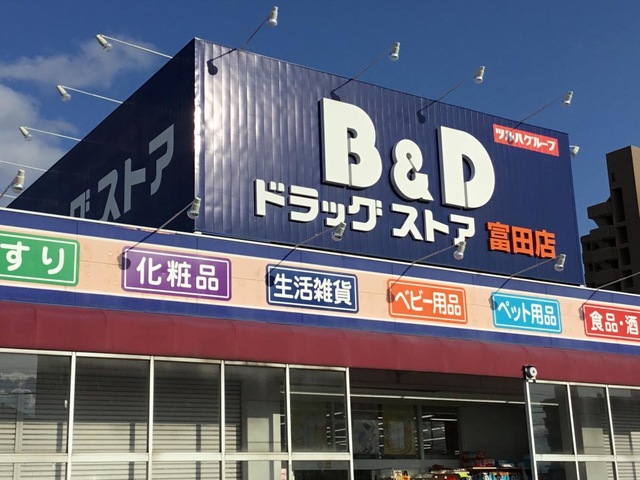 B&D
ツルハグループ
ドラッグストア 富田店
グストア
すり
化粧品
生活雑貨
ベビー用品
ペット用品
食品・酒